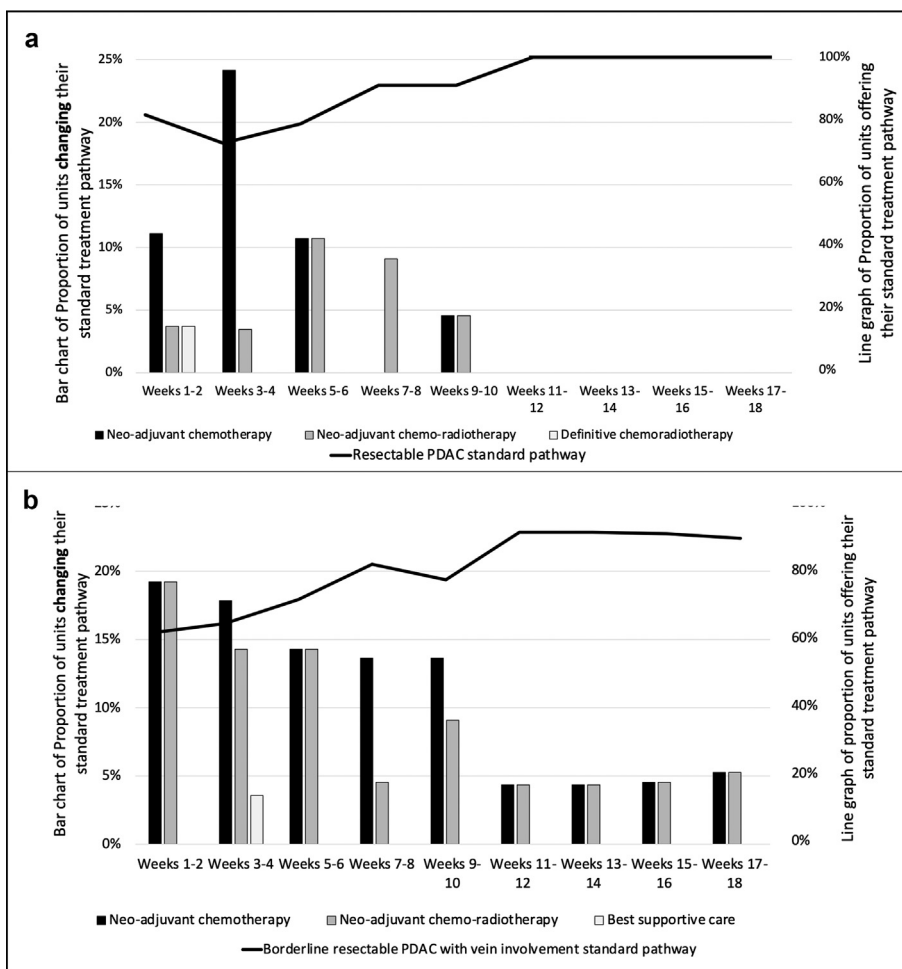 a
Bar chart of Proportion of units changing their
standard treatment pathway
25%
20%
15%
10%
5%
0%
100%
80%
60%
40%
20%
0%
Line graph of Proportion of units offering
their standard treatment pathway
Weeks 1-2 Weeks 3-4 Weeks 5-6 Weeks 7-8 Weeks 9-10 Weeks 11- Weeks 13- Weeks 15- Weeks 17-
12 14 16 18
Neo-adjuvant chemotherapy Neo-adjuvant chemo-radiotherapy Definitive chemoradiotherapy
Resectable PDAC standard pathway
b
Bar chart of Proportion of units changing their
standard treatment pathway
20%
15%
10%
5%
0%
80%
60%
40%
20%
0%
Line graph of proportion of units offering their
standard treatment pathway
Weeks 1-2 Weeks 3-4 Weeks 5-6 Weeks 7-8 Weeks 9- Weeks 11- Weeks 13- Weeks 15- Weeks 17-
10 12 14 16 18
Neo-adjuvant chemotherapy Neo-adjuvant chemo-radiotherapy Best supportive care
Borderline resectable PDAC with vein involvement standard pathway